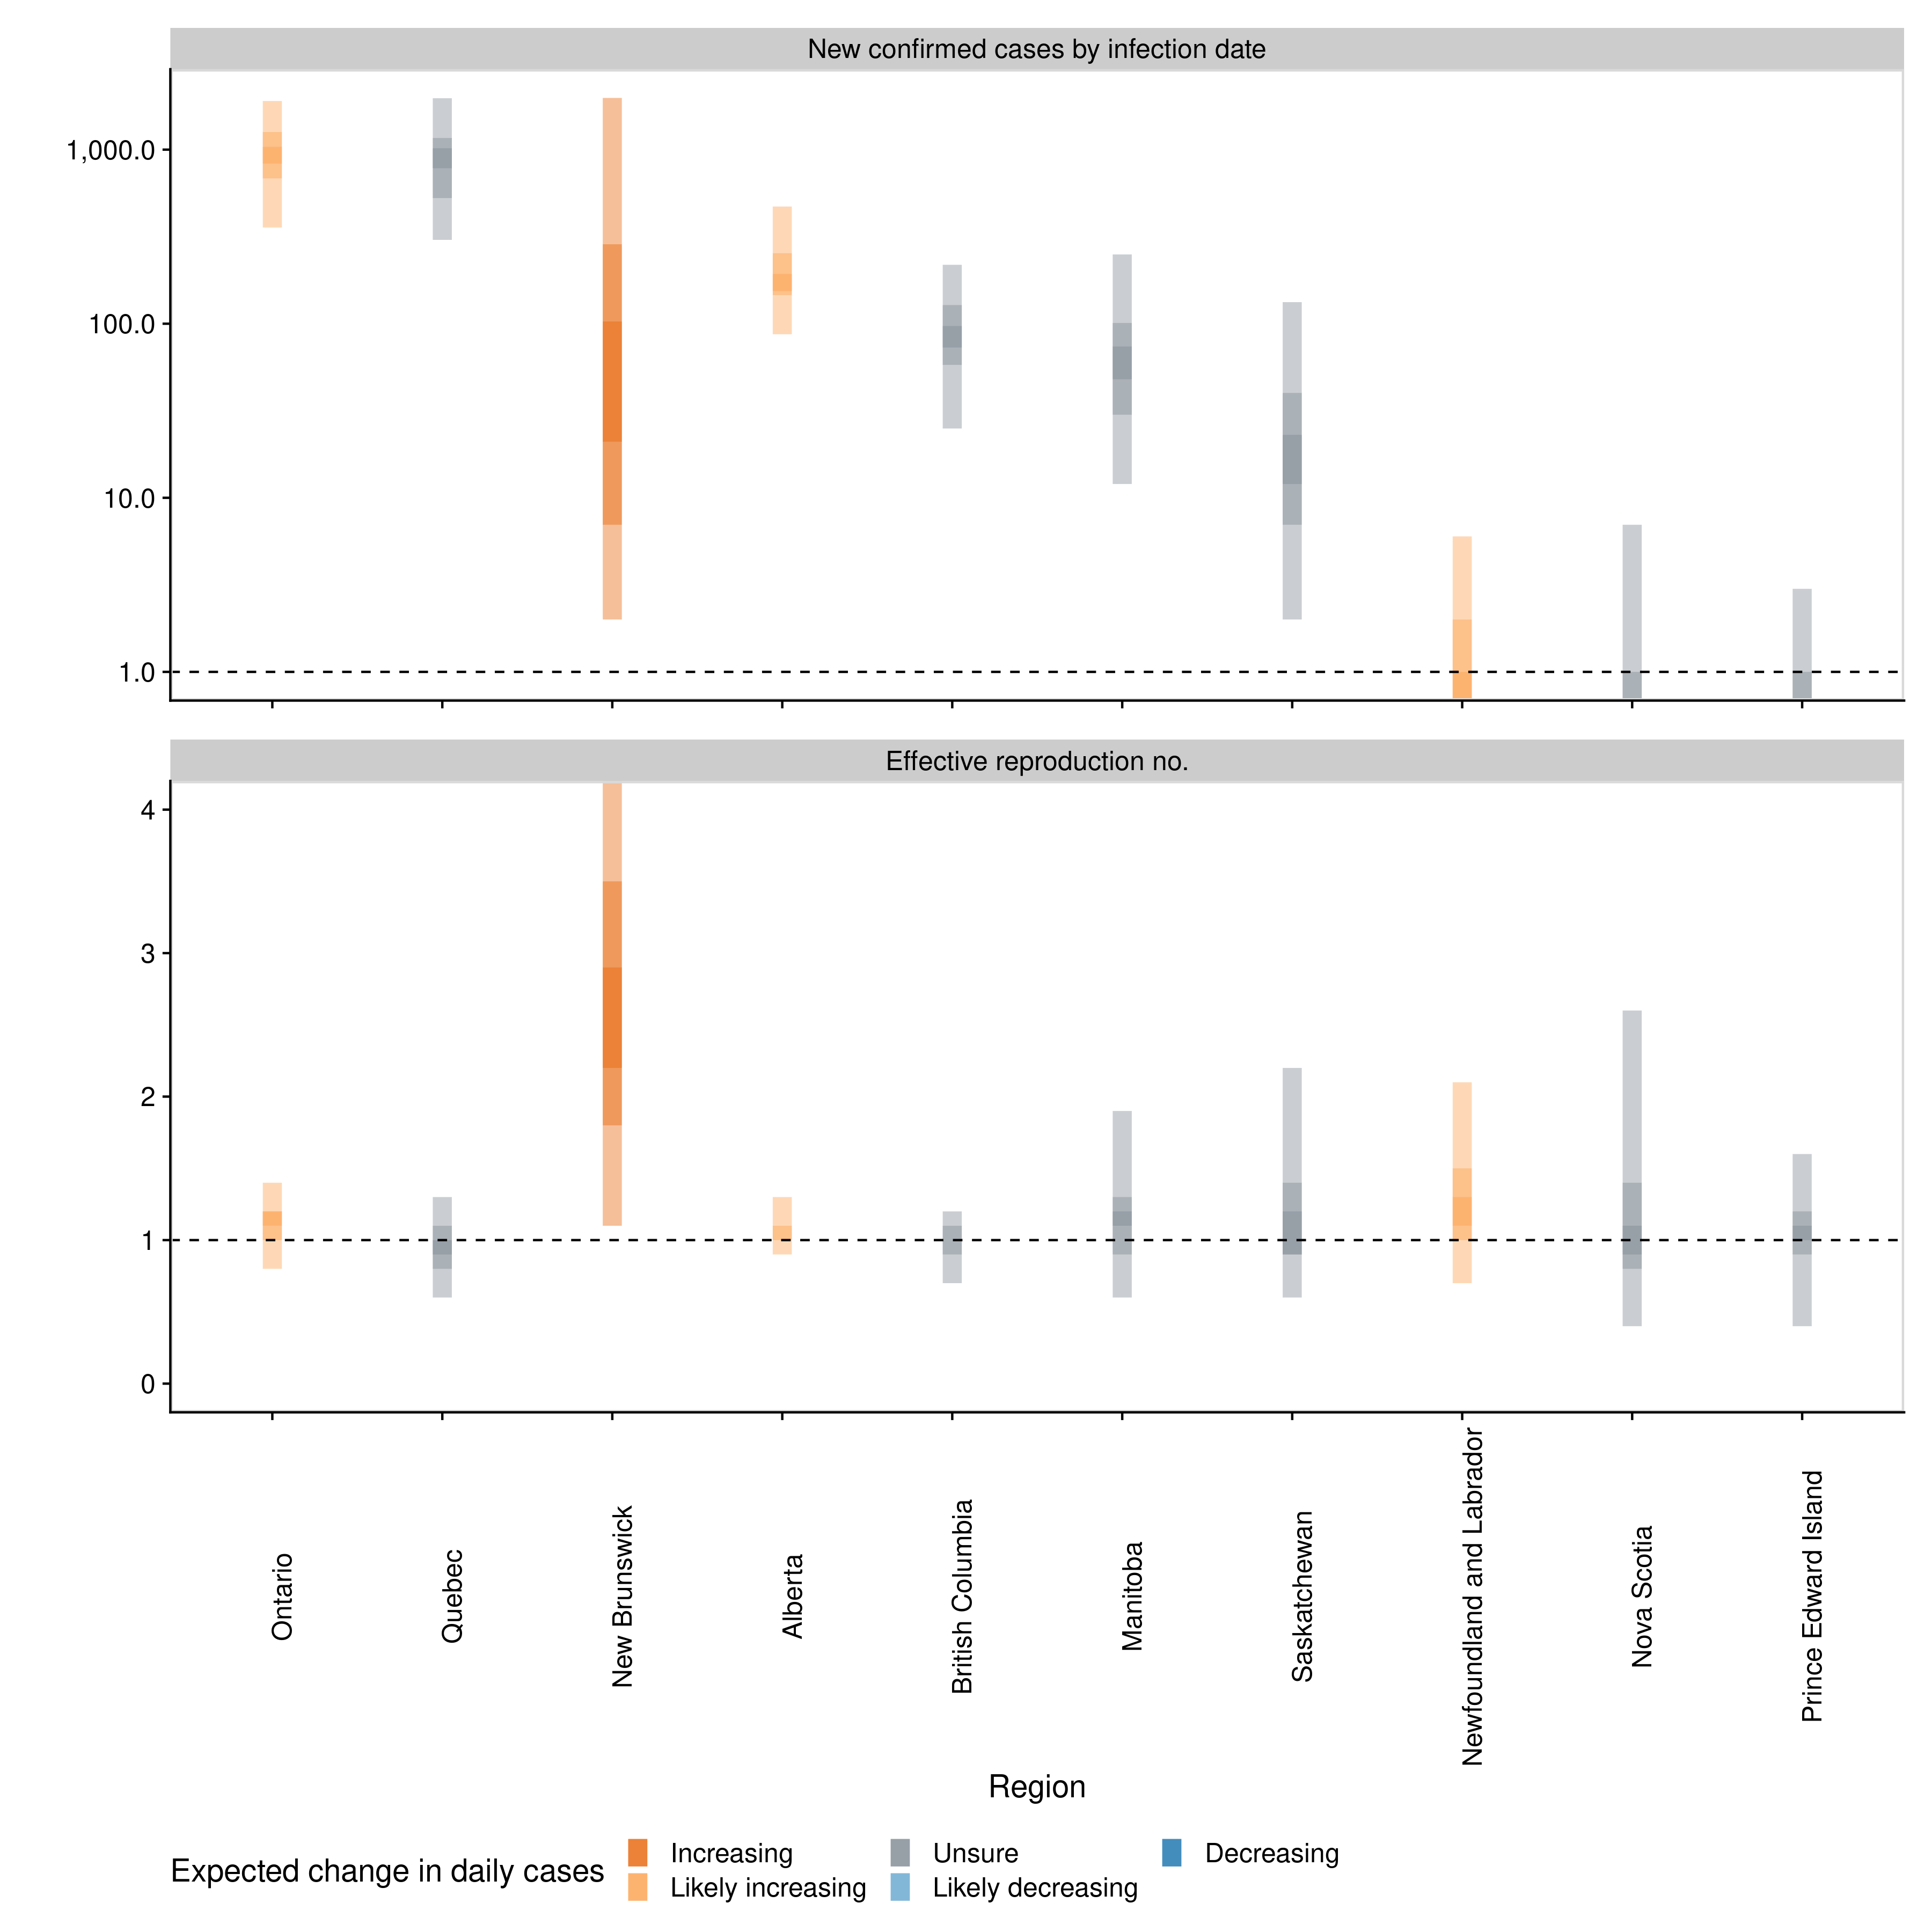 New confirmed cases by infection date
1,000.0
100.0
10.0
1.0
Effective reproduction no.
4
3
2
1
0
Ontario
Quebec
New Brunswick
Alberta
British Columbia
Manitoba
Saskatchewan
Newfoundland and Labrador
Nova Scotia
Prince Edward Island
Region
Expected change in daily cases
Increasing
Likely increasing
Unsure
Likely decreasing
Decreasing